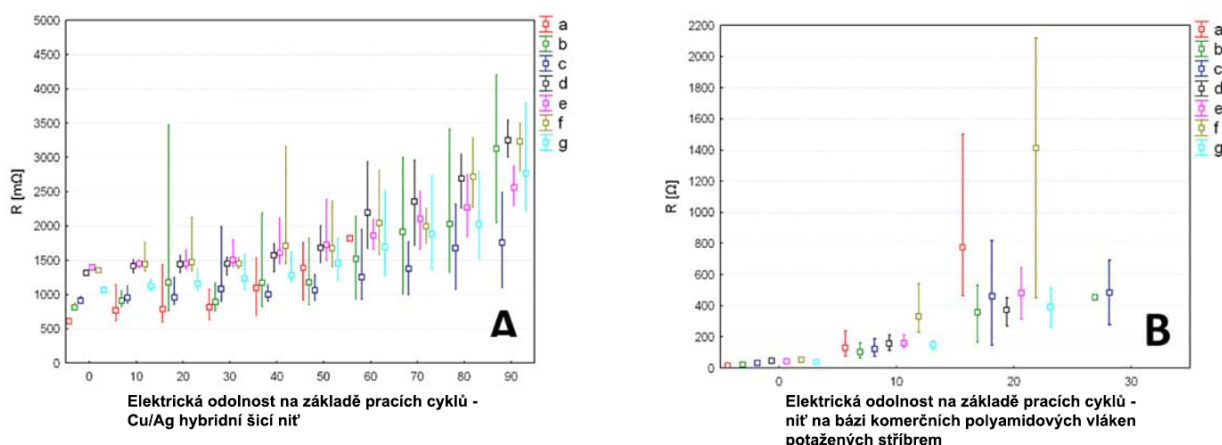 5000
4500
4000
3500
3000
2500
2000
1500
1000
500
0
R [mΩ]
0 10 20 30 40 50 60 70 80 90
a
b
c
d
e
f
g
A
Elektrická odolnost na základě pracích cyklů -
Cu/Ag hybridní šicí niť
2200
2000
1800
1600
1400
1200
1000
800
600
400
200
0
R [Ω]
0 10 20 30
a
b
c
d
e
f
g
B
Elektrická odolnost na základě pracích cyklů -
niť na bázi komerčních polyamidových vláken
potažených stříbrem